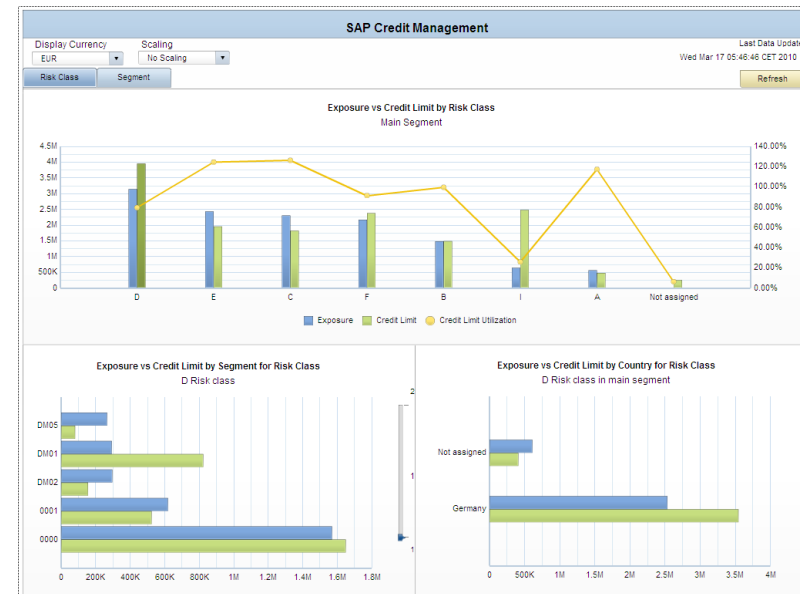 SAP Credit Management
Display Currency Scaling Last Data Update
EUR No Scaling Wed Mar 17 05:46:46 CET 2010
Risk Class Segment Refresh
Exposure vs Credit Limit by Risk Class
Main Segment
4.5M 140.00%
4M 120.00%
3.5M 100.00%
3M 80.00%
2.5M 60.00%
2M 40.00%
1.5M 20.00%
1M 0.00%
500K
0
D E C F B I A Not assigned
Exposure Credit Limit Credit Limit Utilization
Exposure vs Credit Limit by Segment for Risk Class
D Risk class
DM05
DM01
DM02
0001
0000
0 200K 400K 600K 800K 1M 1.2M 1.4M 1.6M 1.8M
2
1
1
Exposure vs Credit Limit by Country for Risk Class
D Risk class in main segment
Not assigned
Germany
0 500K 1M 1.5M 2M 2.5M 3M 3.5M 4M